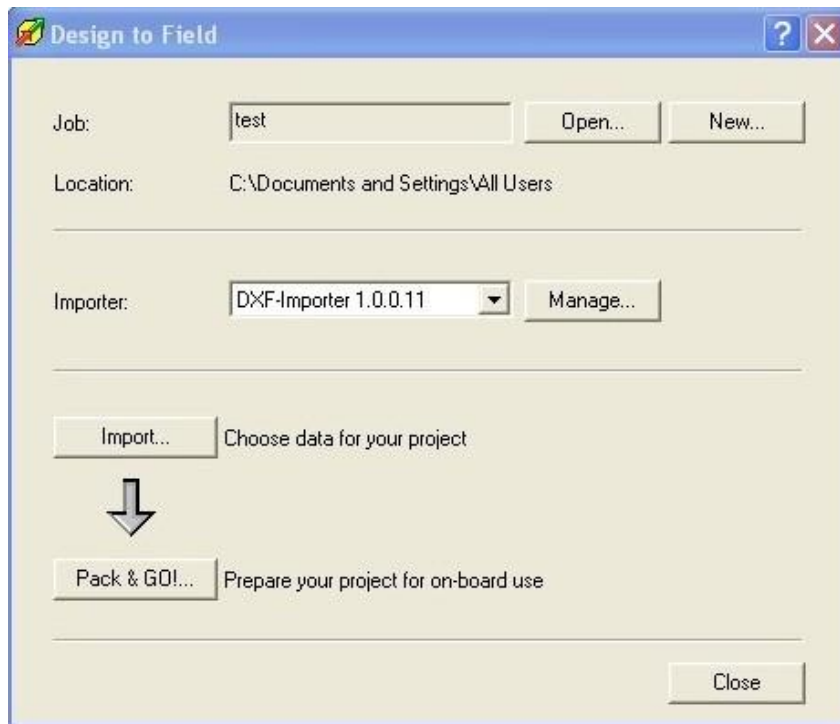 Design to Field
Job: test Open... New...
Location: C:\Documents and Settings\All Users
Importer: DXF-Importer 1.0.0.11 Manage...
Import... Choose data for your project
Pack & GO!... Prepare your project for on-board use
Close